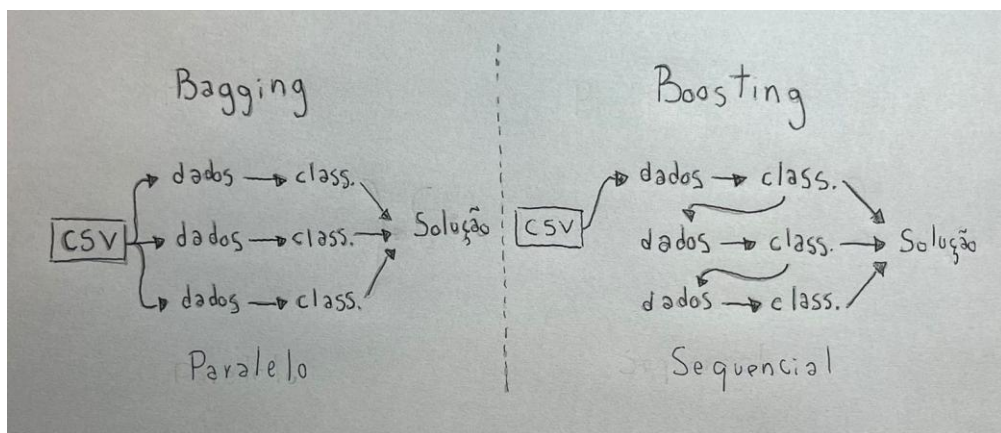 Bagging
dados class.
CSV dados class. Solução
dados class.
Paralelo
Boosting
dados class.
CSV dados class. Solução
dados class.
Sequencial